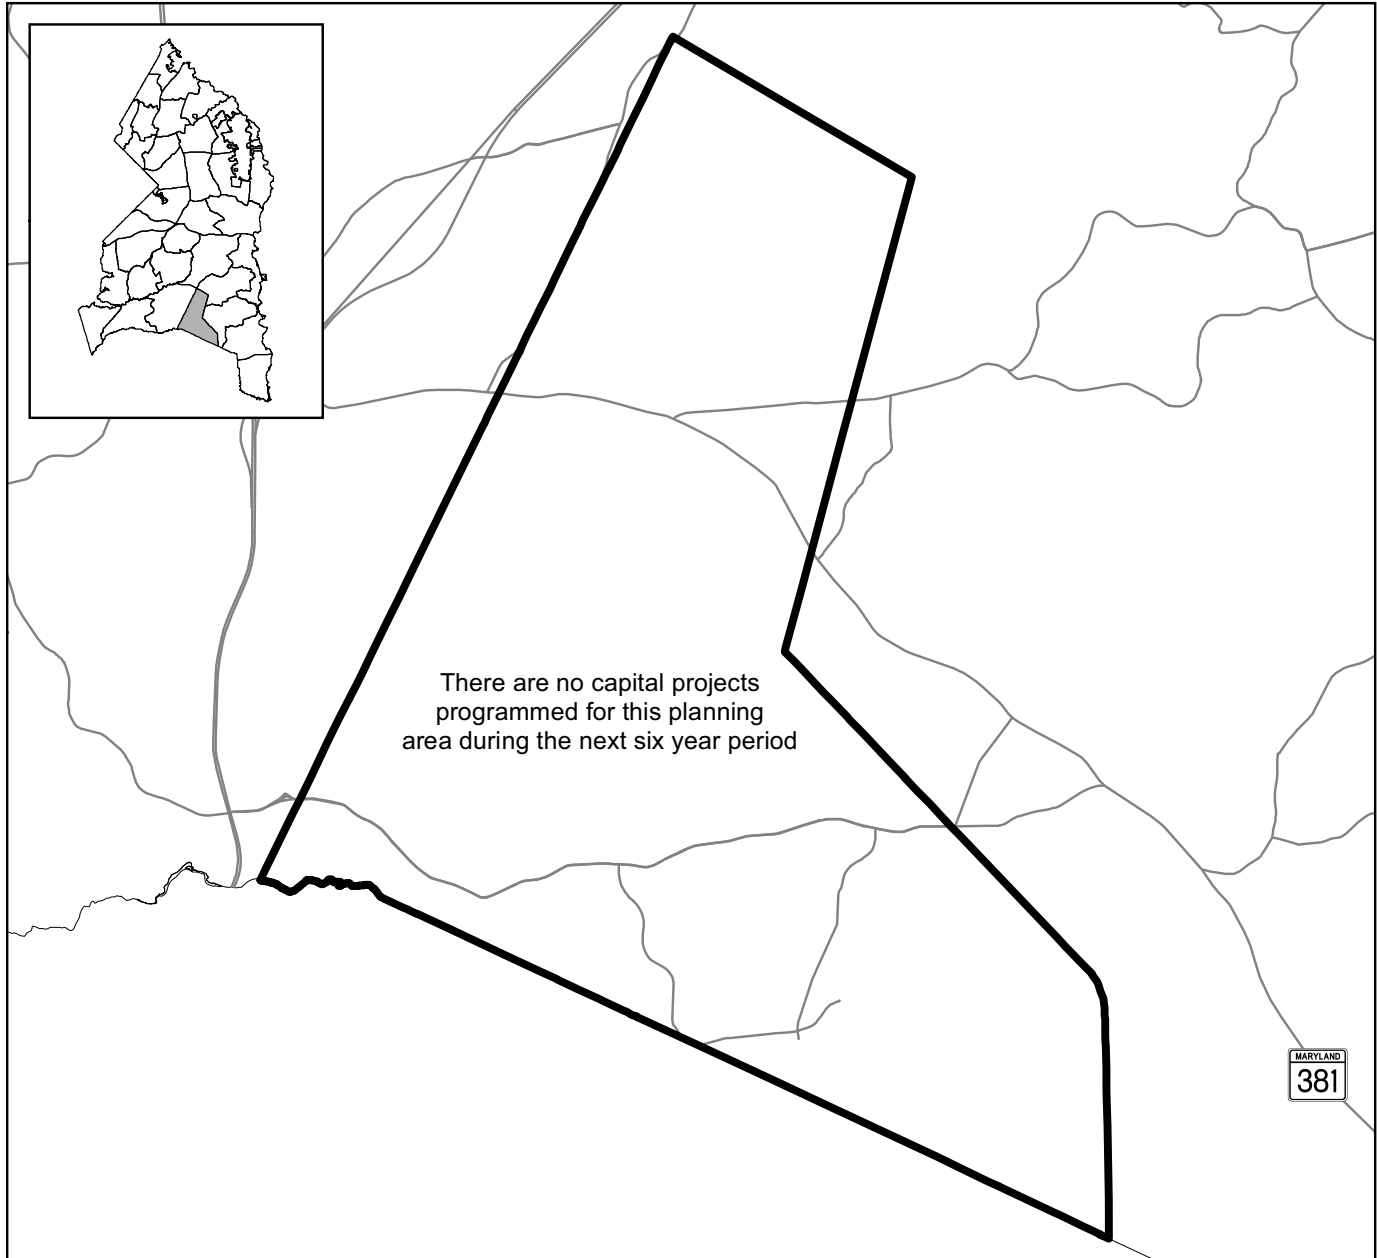 There are no capital projects
programmed for this planning
area during the next six year period
MARYLAND
381